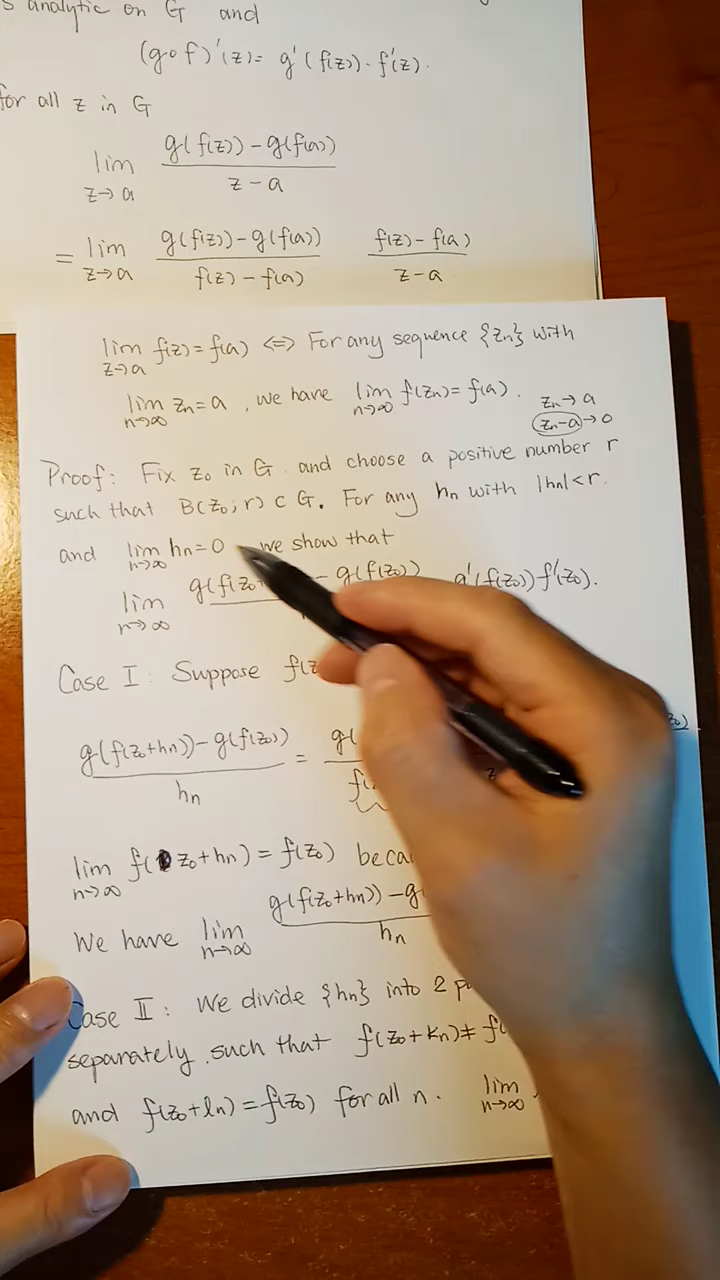 analytic on G and
(g∘f)'(z) = g'(f(z)) · f'(z).
for all z in G
lim z→a g(f(z)) − g(f(a)) / z − a
= lim z→a g(f(z)) − g(f(a)) / f(z) − f(a) f(z) − f(a) / z − a
lim z→a f(z) = f(a) ⇔ For any sequence {zn} with
lim n→∞ zn = a , we have lim n→∞ f(zn) = f(a) . zn → a
zn−a → 0
Proof: Fix z₀ in G and choose a positive number r
such that B(z₀; r) ⊂ G. For any hn with |hn| < r.
and lim n→∞ hn = 0 we show that
lim n→∞ g(f(z₀ − g(f(z₀)) g'(f(z₀)) f'(z₀).
Case I: Suppose f(z
g(f(z₀+hn)) − g(f(z₀)) / hn = g( / f( z₀)
lim n→∞ f(z₀+hn) = f(z₀)
We have lim n→∞ g(f(z₀+hn)) − g( / hn
Case II: We divide {hn} into 2
separately, such that f(z₀+kn) ≠ f(
and f(z₀+ln) = f(z₀) for all n. lim n→∞